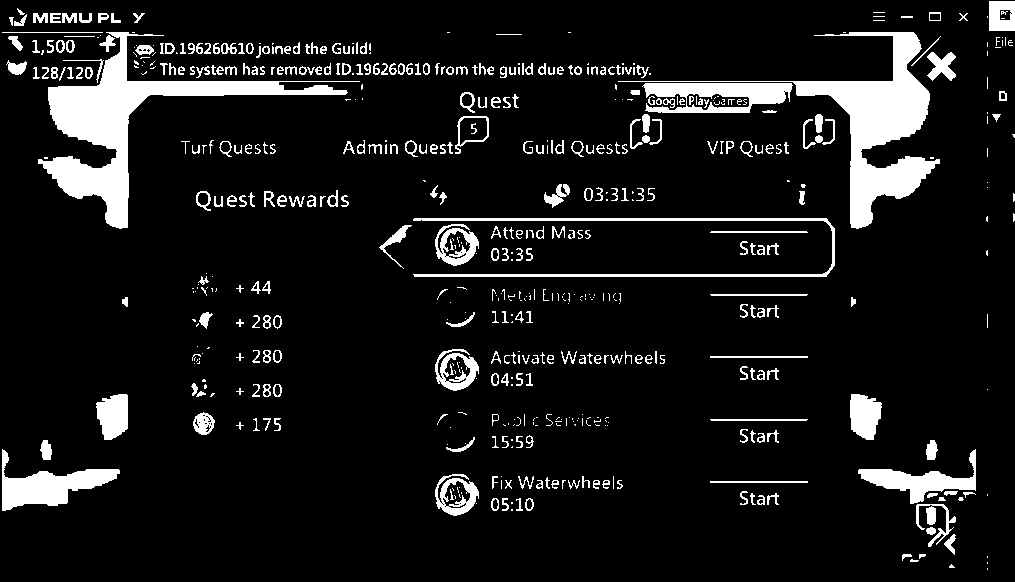 MEMU PL Y
1,500
128/120
ID.196260610 joined the Guild!
The system has removed ID.196260610 from the guild due to inactivity.
File
Google Play Games
Quest
Turf Quests
Admin Quests
5
Guild Quests
VIP Quest
Quest Rewards
03:31:35
i
Attend Mass
03:35
Start
+ 44
Metal Engraving
11:41
Start
+ 280
+ 280
Activate Waterwheels
04:51
Start
+ 280
+ 175
Public Services
15:59
Start
Fix Waterwheels
05:10
Start